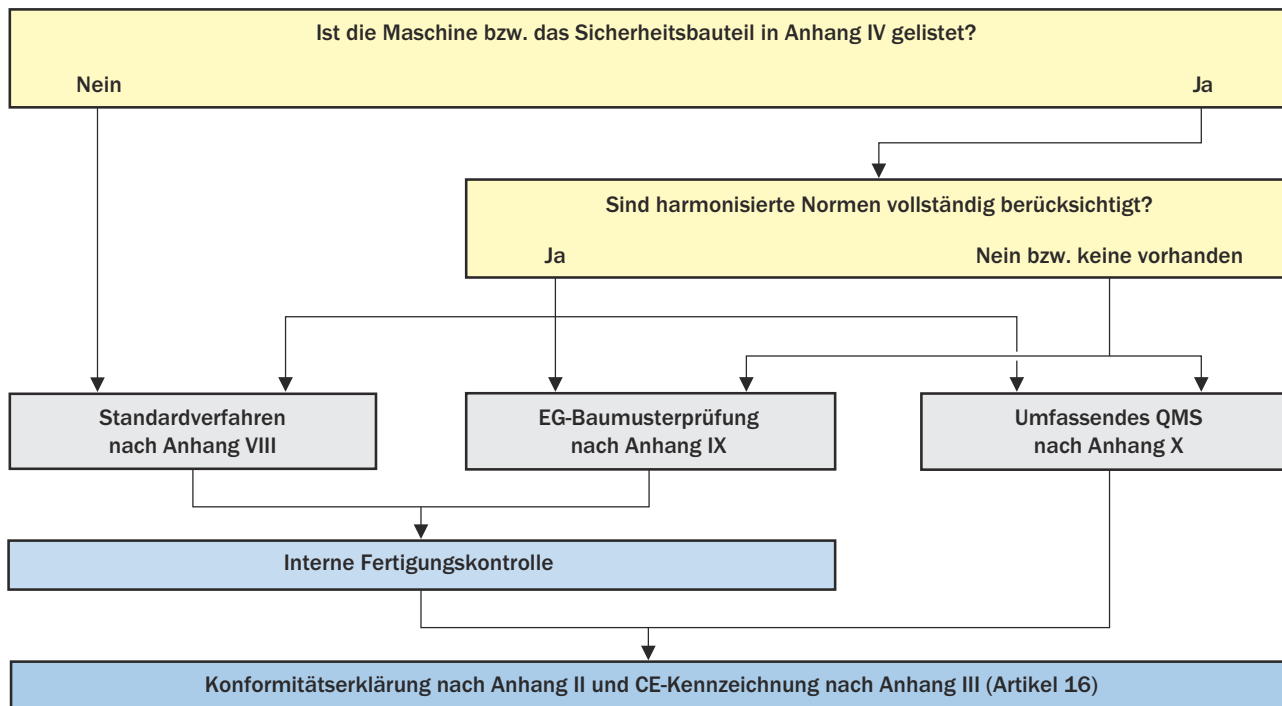 Ist die Maschine bzw. das Sicherheitsbauteil in Anhang IV gelistet?
Nein
Ja
Sind harmonisierte Normen vollständig berücksichtigt?
Ja
Nein bzw. keine vorhanden
Standardverfahren
nach Anhang VIII
EG-Baumusterprüfung
nach Anhang IX
Umfassendes QMS
nach Anhang X
Interne Fertigungskontrolle
Konformitätserklärung nach Anhang II und CE-Kennzeichnung nach Anhang III (Artikel 16)